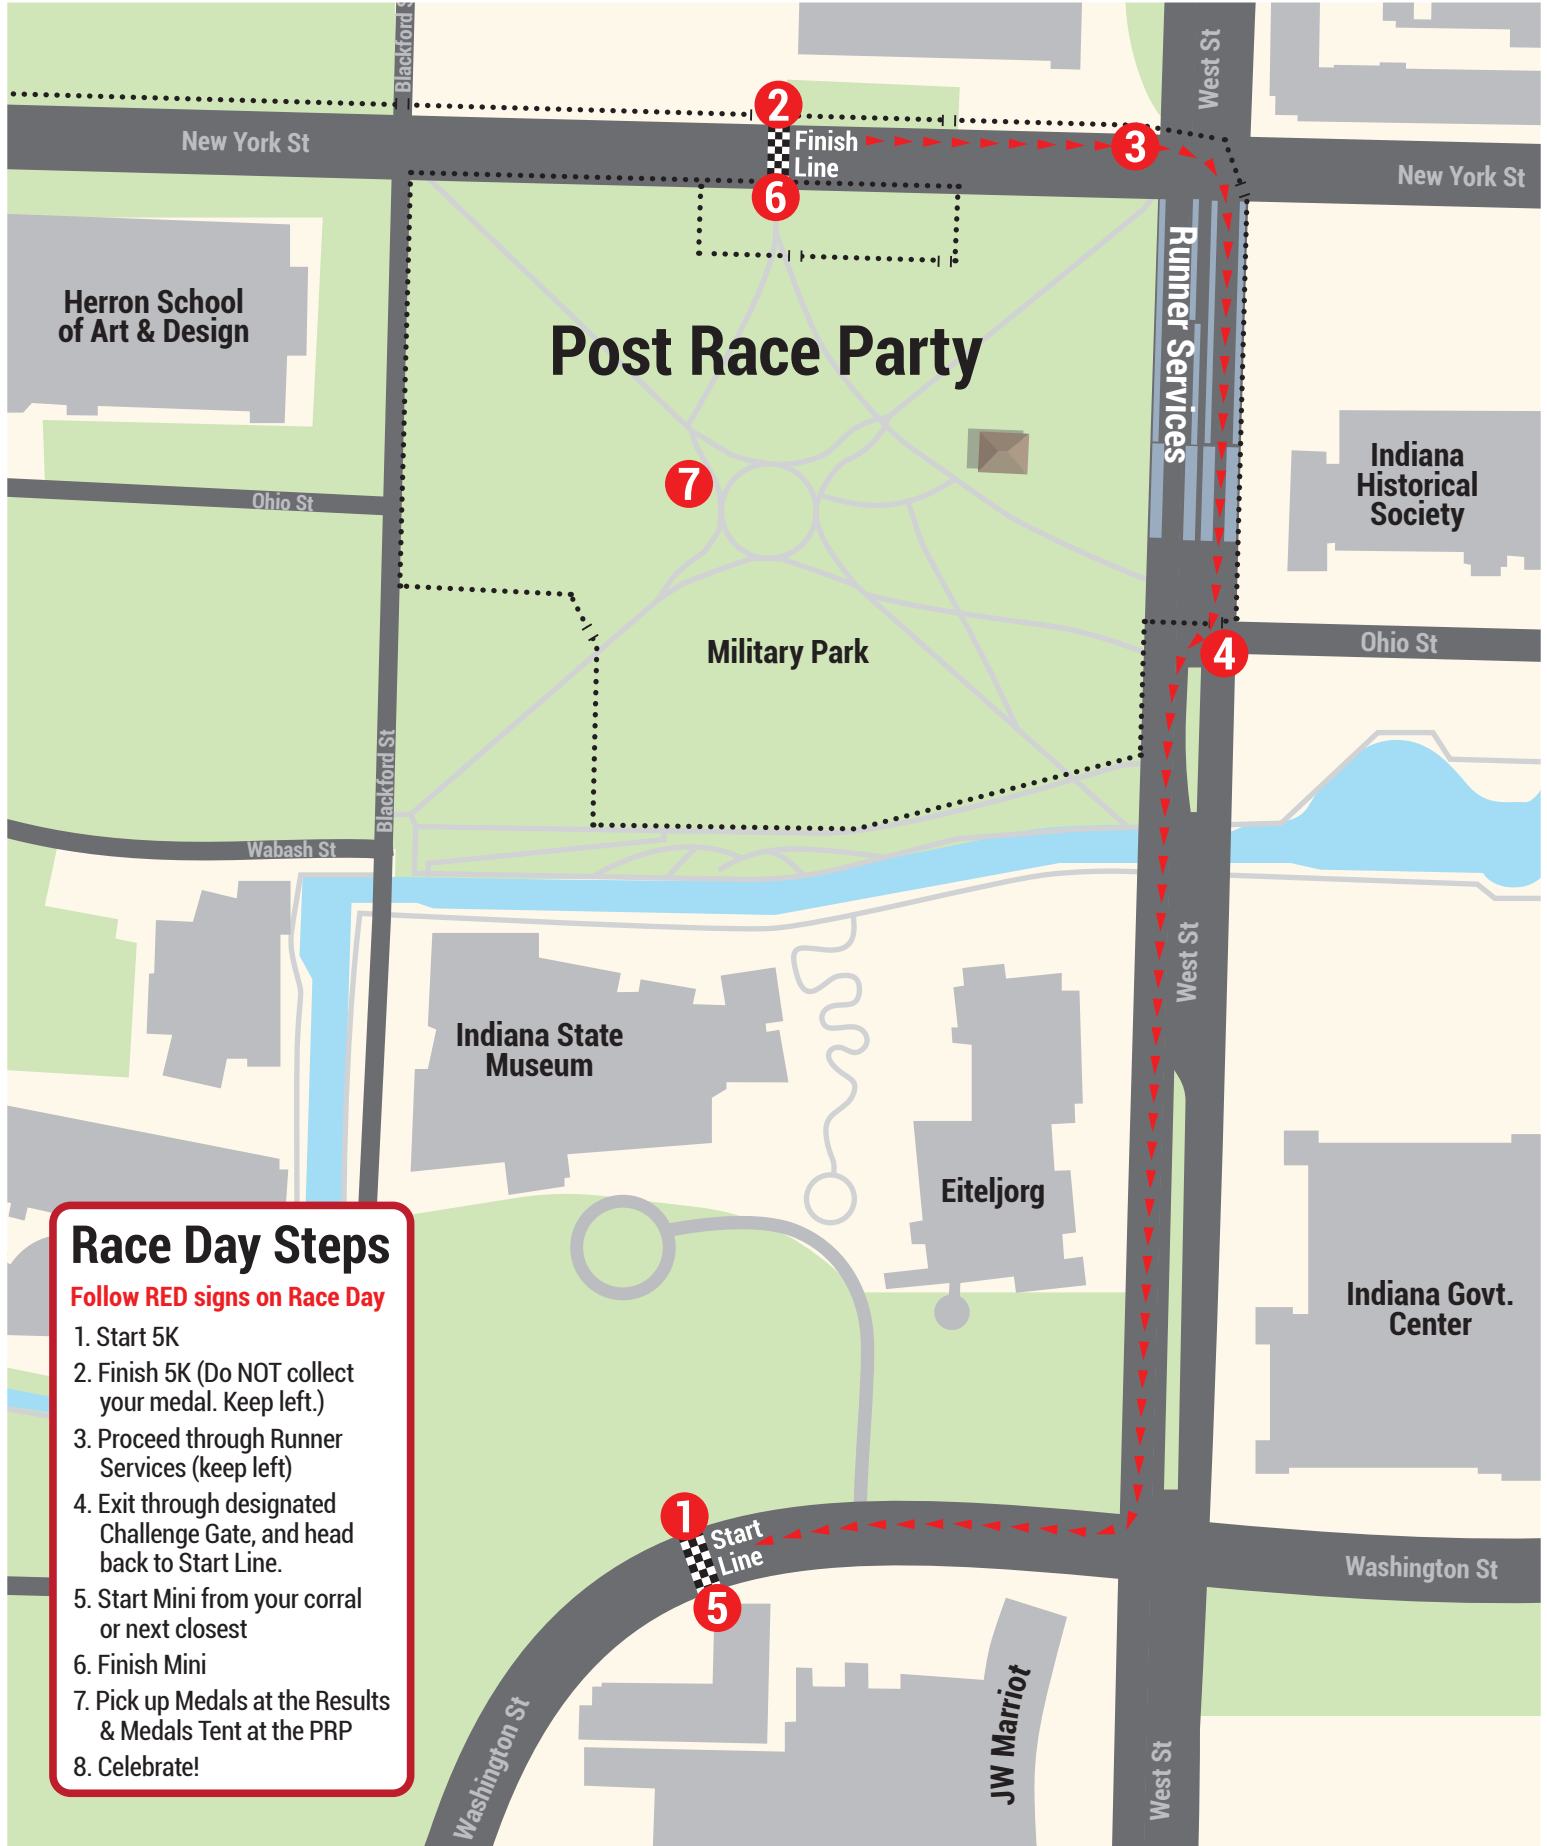 Blackford S
West St
2
New York St
Finish
Line
3
New York St
6
Runner Services
Herron School
of Art & Design
Post Race Party
Indiana
Historical
Society
7
Ohio St
Military Park
4
Ohio St
Blackford St
Wabash St
West St
Indiana State
Museum
Eiteljorg
Indiana Govt.
Center
Race Day Steps
Follow RED signs on Race Day
1. Start 5K
2. Finish 5K (Do NOT collect
your medal. Keep left.)
3. Proceed through Runner
Services (keep left)
4. Exit through designated
Challenge Gate, and head
back to Start Line.
5. Start Mini from your corral
or next closest
6. Finish Mini
7. Pick up Medals at the Results
& Medals Tent at the PRP
8. Celebrate!
1
Start
Line
5
Washington St
Washington St
JW Marriot
West St